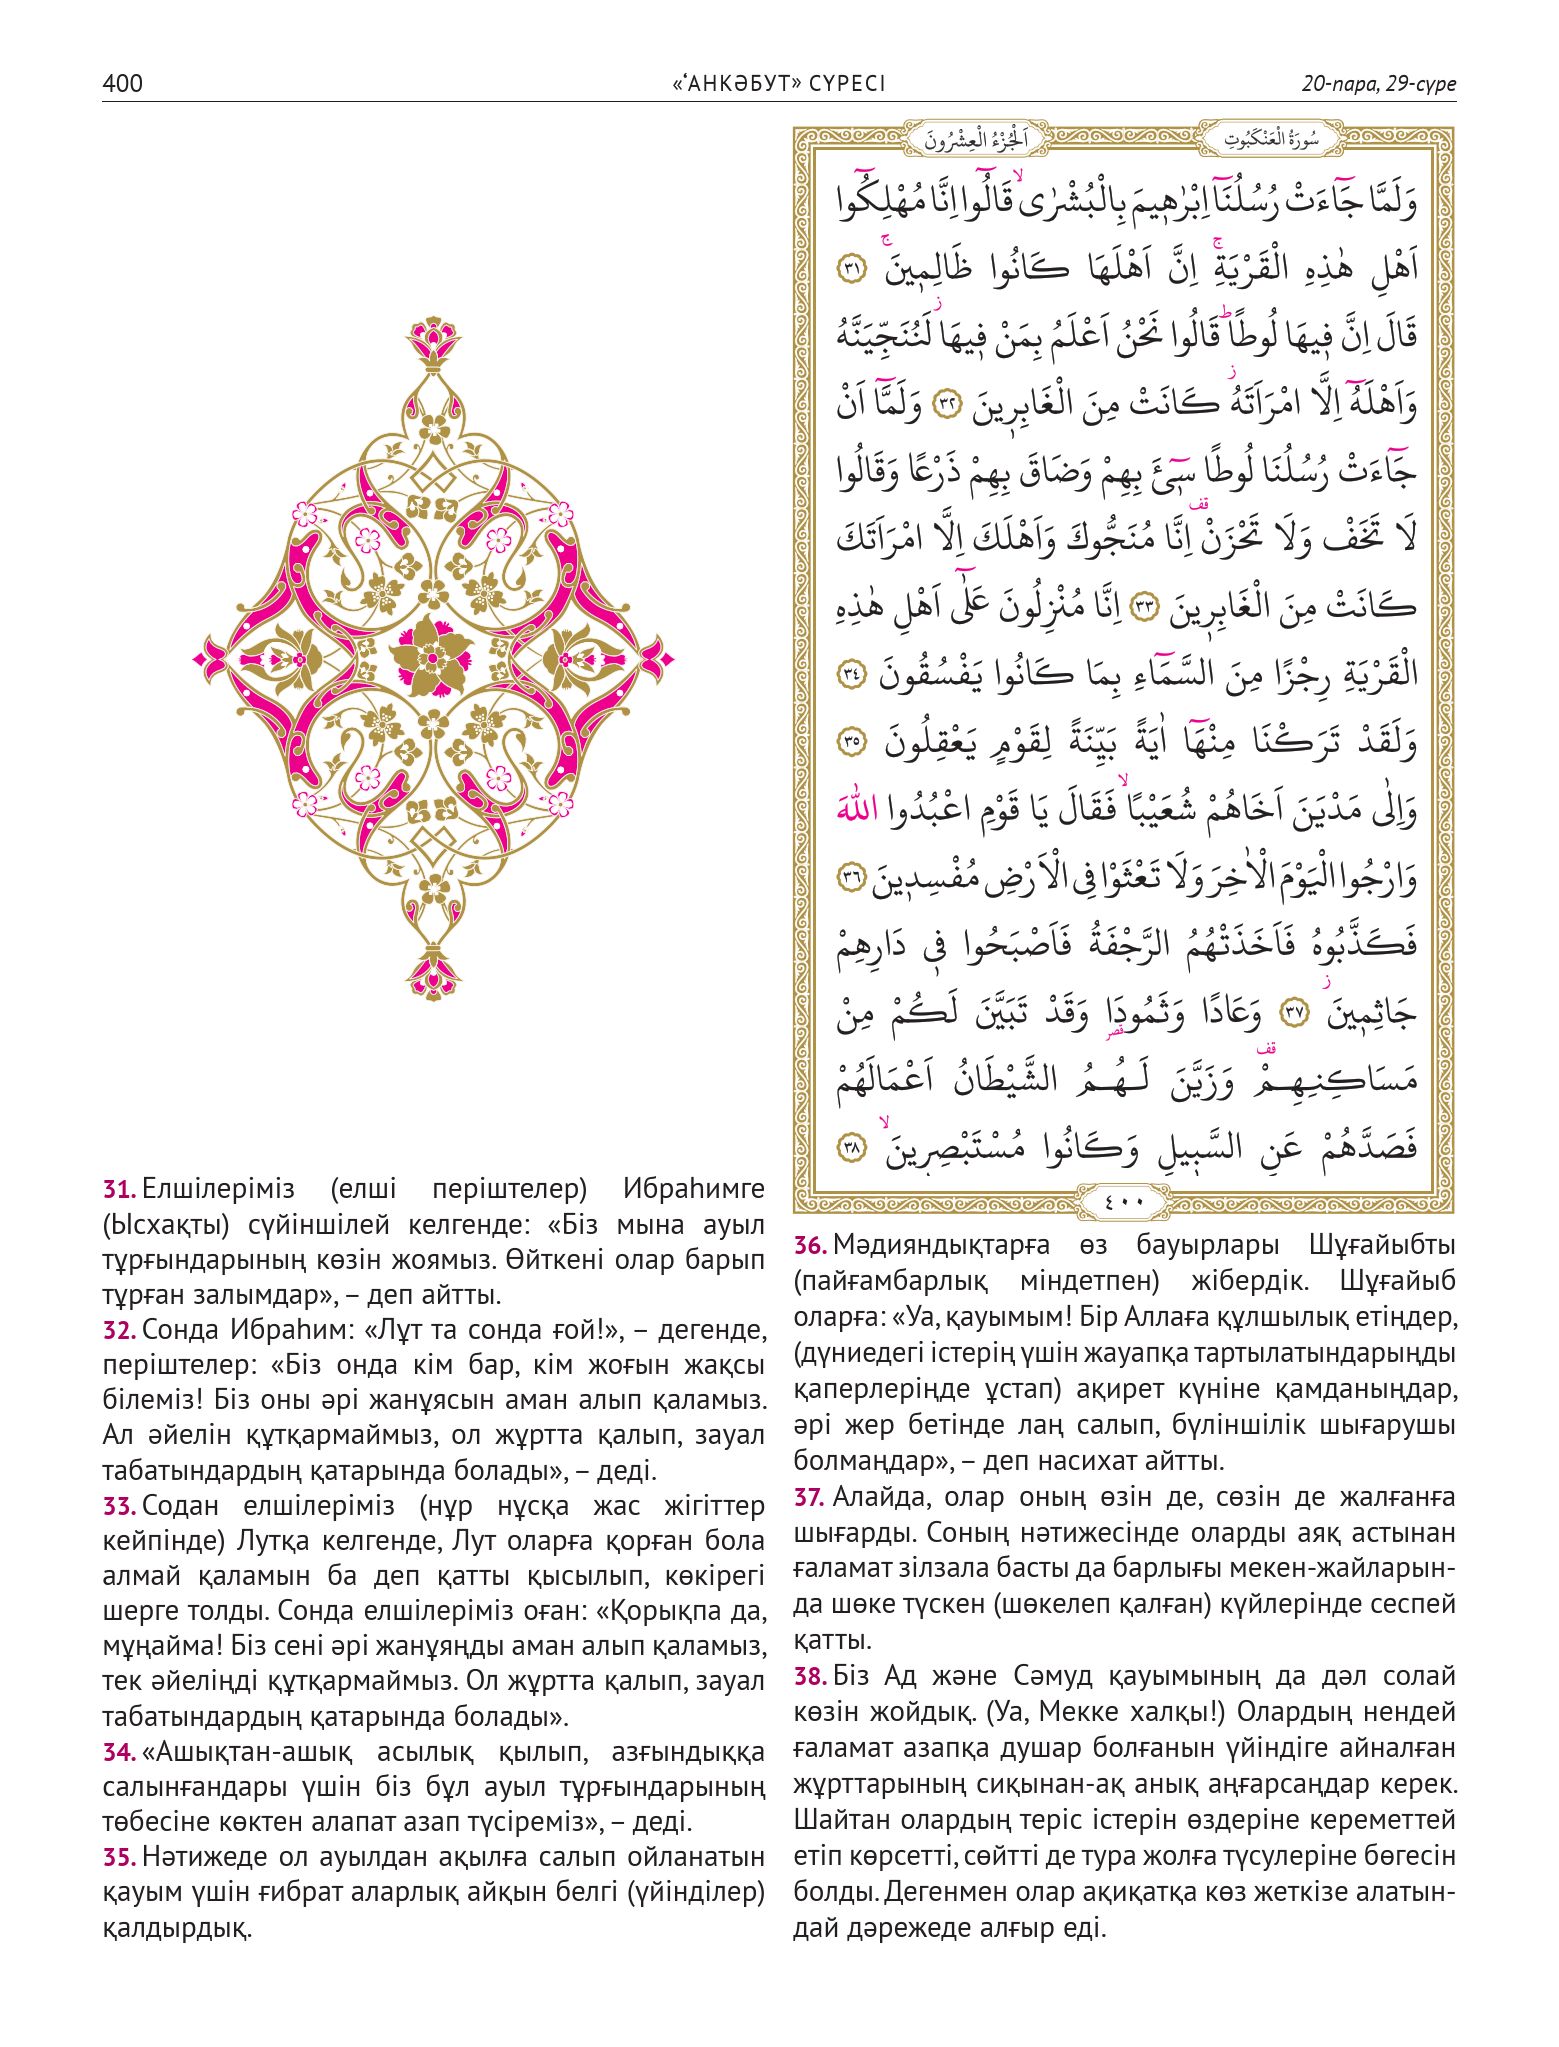 400
«ʻАНКӘБУТ» СҮРЕСІ
20-пара, 29-сүре
سُورَةُ الْعَنْكَبُوتِ
اَلْجُزْءُ الْعِشْرُونَ
وَلَمَّا جَٓاءَتْ رُسُلُنَٓا اِبْرٰه۪يمَ بِالْبُشْرٰىۙ قَالُٓوا اِنَّا مُهْلِكُٓوا
اَهْلِ هٰذِهِ الْقَرْيَةِۚ اِنَّ اَهْلَهَا كَانُوا ظَالِم۪ينَۚ ﴿٣١﴾
قَالَ اِنَّ ف۪يهَا لُوطًاۜ قَالُوا نَحْنُ اَعْلَمُ بِمَنْ ف۪يهَاۘ لَنُنَجِّيَنَّهُ
وَاَهْلَهُٓ اِلَّا امْرَاَتَهُۘ كَانَتْ مِنَ الْغَابِر۪ينَ ﴿٣٢﴾ وَلَمَّٓا اَنْ
جَٓاءَتْ رُسُلُنَا لُوطًا س۪ٓيءَ بِهِمْ وَضَاقَ بِهِمْ ذَرْعًا وَقَالُوا
لَا تَخَفْ وَلَا تَحْزَنْ۠ اِنَّا مُنَجُّوكَ وَاَهْلَكَ اِلَّا امْرَاَتَكَ
كَانَتْ مِنَ الْغَابِر۪ينَ ﴿٣٣﴾ اِنَّا مُنْزِلُونَ عَلٰٓى اَهْلِ هٰذِهِ
الْقَرْيَةِ رِجْزًا مِنَ السَّمَٓاءِ بِمَا كَانُوا يَفْسُقُونَ ﴿٣٤﴾
وَلَقَدْ تَرَكْنَا مِنْهَٓا اٰيَةً بَيِّنَةً لِقَوْمٍ يَعْقِلُونَ ﴿٣٥﴾
وَاِلٰى مَدْيَنَ اَخَاهُمْ شُعَيْبًاۙ فَقَالَ يَا قَوْمِ اعْبُدُوا اللّٰهَ
وَارْجُوا الْيَوْمَ الْاٰخِرَ وَلَا تَعْثَوْا فِي الْاَرْضِ مُفْسِد۪ينَ ﴿٣٦﴾
فَكَذَّبُوهُ فَاَخَذَتْهُمُ الرَّجْفَةُ فَاَصْبَحُوا ف۪ي دَارِهِمْ
جَاثِم۪ينَۘ ﴿٣٧﴾ وَعَادًا وَثَمُودَا۬ وَقَدْ تَبَيَّنَ لَكُمْ مِنْ
مَسَاكِنِهِمْ۠ وَزَيَّنَ لَهُمُ الشَّيْطَانُ اَعْمَالَهُمْ
فَصَدَّهُمْ عَنِ السَّب۪يلِ وَكَانُوا مُسْتَبْصِر۪ينَۙ ﴿٣٨﴾
٤٠٠
31. Елшілеріміз (елші періштелер) Ибраһимге
(Ысхақты) сүйіншілей келгенде: «Біз мына ауыл
тұрғындарының көзін жоямыз. Өйткені олар барып
тұрған залымдар», – деп айтты.
32. Сонда Ибраһим: «Лұт та сонда ғой!», – дегенде,
періштелер: «Біз онда кім бар, кім жоғын жақсы
білеміз! Біз оны әрі жанұясын аман алып қаламыз.
Ал әйелін құтқармаймыз, ол жұртта қалып, зауал
табатындардың қатарында болады», – деді.
33. Содан елшілеріміз (нұр нұсқа жас жігіттер
кейпінде) Лутқа келгенде, Лут оларға қорған бола
алмай қаламын ба деп қатты қысылып, көкірегі
шерге толды. Сонда елшілеріміз оған: «Қорықпа да,
мұңайма! Біз сені әрі жанұяңды аман алып қаламыз,
тек әйеліңді құтқармаймыз. Ол жұртта қалып, зауал
табатындардың қатарында болады».
34. «Ашықтан-ашық асылық қылып, азғындыққа
салынғандары үшін біз бұл ауыл тұрғындарының
төбесіне көктен алапат азап түсіреміз», – деді.
35. Нәтижеде ол ауылдан ақылға салып ойланатын
қауым үшін ғибрат аларлық айқын белгі (үйінділер)
қалдырдық.
36. Мәдияндықтарға өз бауырлары Шұғайыбты
(пайғамбарлық міндетпен) жібердік. Шұғайыб
оларға: «Уа, қауымым! Бір Аллаға құлшылық етіңдер,
(дүниедегі істерің үшін жауапқа тартылатындарыңды
қаперлеріңде ұстап) ақирет күніне қамданыңдар,
әрі жер бетінде лаң салып, бүліншілік шығарушы
болмаңдар», – деп насихат айтты.
37. Алайда, олар оның өзін де, сөзін де жалғанға
шығарды. Соның нәтижесінде оларды аяқ астынан
ғаламат зілзала басты да барлығы мекен-жайларын-
да шөке түскен (шөкелеп қалған) күйлерінде сеспей
қатты.
38. Біз Ад және Сәмуд қауымының да дәл солай
көзін жойдық. (Уа, Мекке халқы!) Олардың нендей
ғаламат азапқа душар болғанын үйіндіге айналған
жұрттарының сиқынан-ақ анық аңғарсаңдар керек.
Шайтан олардың теріс істерін өздеріне кереметтей
етіп көрсетті, сөйтті де тура жолға түсулеріне бөгесін
болды. Дегенмен олар ақиқатқа көз жеткізе алатын-
дай дәрежеде алғыр еді.